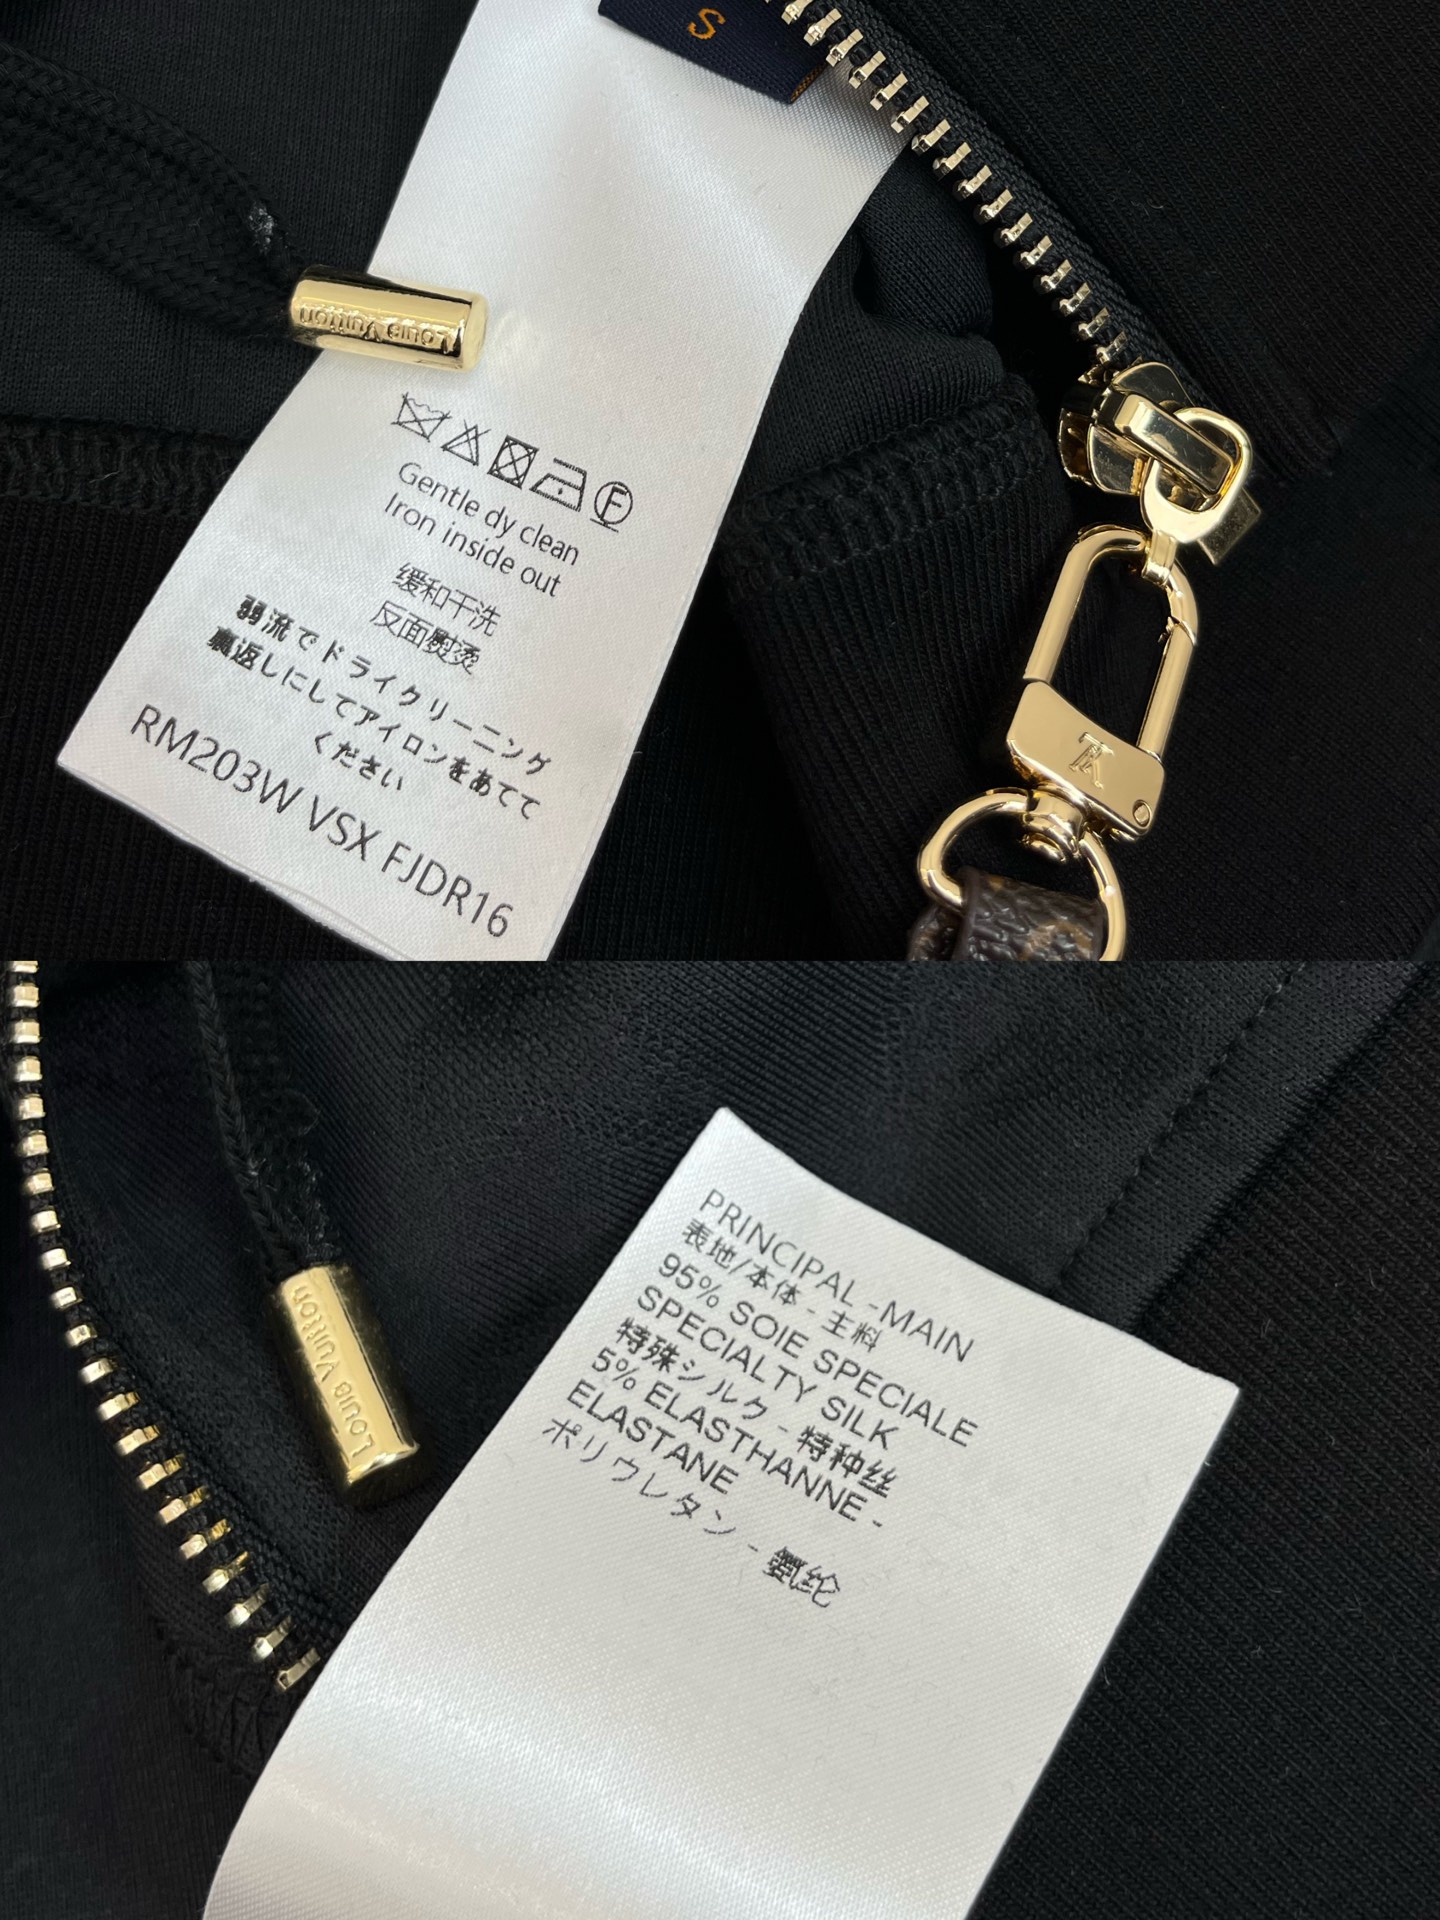 S
Louis Vuitton
F
Gentle dy clean
Iron inside out
缓和干洗
反面熨烫
弱流でドライクリーニング
裏返しにしてアイロンをあてて
ください
RM203W VSX FJDR16
Louis Vuitton
PRINCIPAL - MAIN
表地/本体 - 主料
95% SOIE SPECIALE
SPECIALTY SILK
特殊シルク - 特种丝
5% ELASTHANNE -
ELASTANE
ポリウレタン - 氨纶